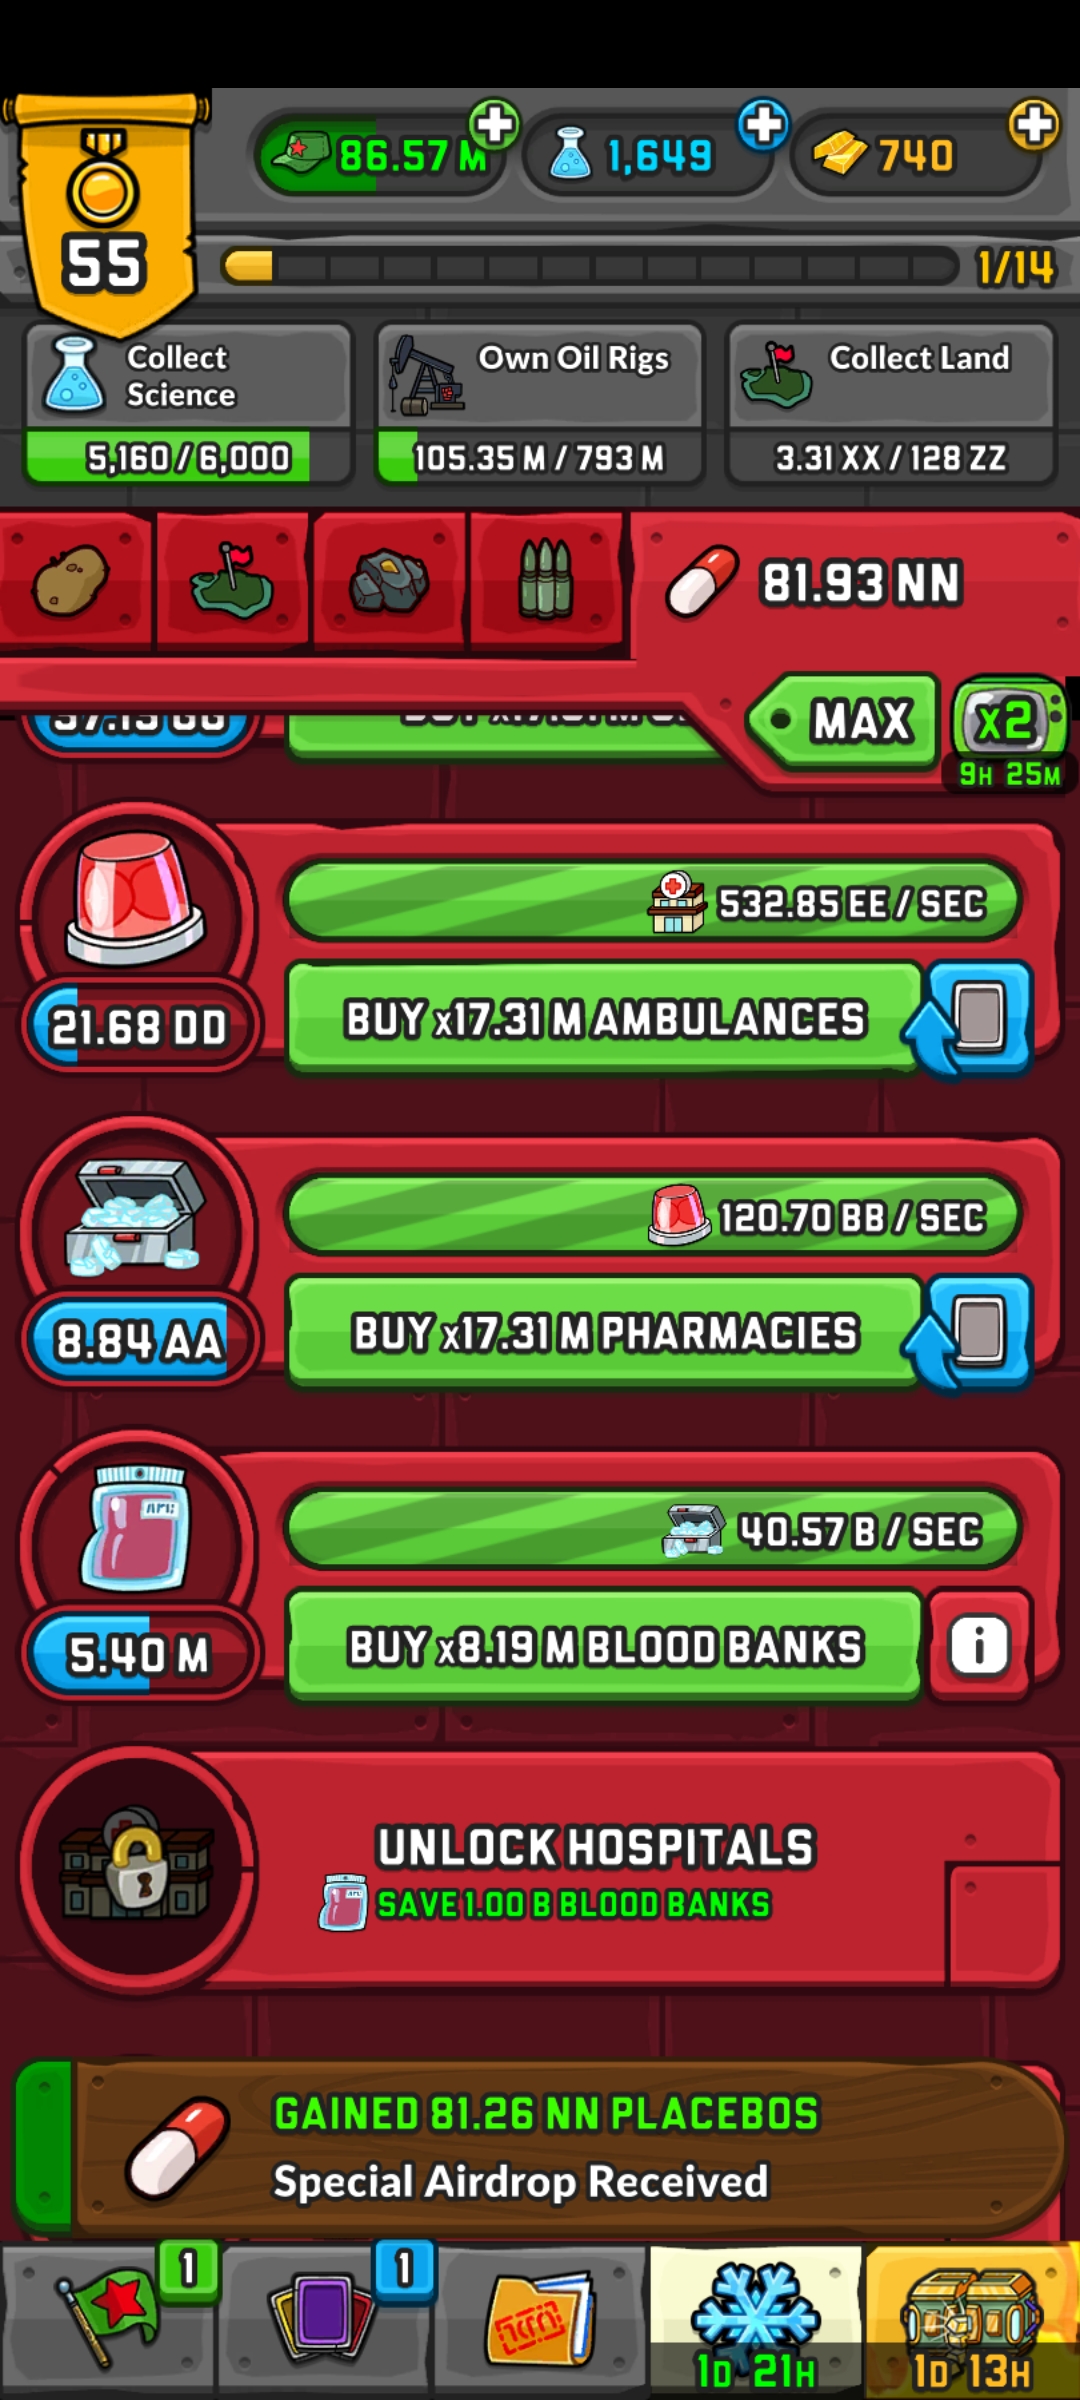 86.57 M
1,649
740
55
1/14
Collect
Science
5,160 / 6,000
Own Oil Rigs
105.35 M / 793 M
Collect Land
3.31 XX / 128 ZZ
81.93 NN
MAX
x2
9H 25M
532.85 EE / SEC
21.68 DD
BUY x17.31 M AMBULANCES
120.70 BB / SEC
8.84 AA
BUY x17.31 M PHARMACIES
40.57 B / SEC
5.40 M
BUY x8.19 M BLOOD BANKS
i
UNLOCK HOSPITALS
SAVE 1.00 B BLOOD BANKS
GAINED 81.26 NN PLACEBOS
Special Airdrop Received
1
1
1D 21H
1D 13H